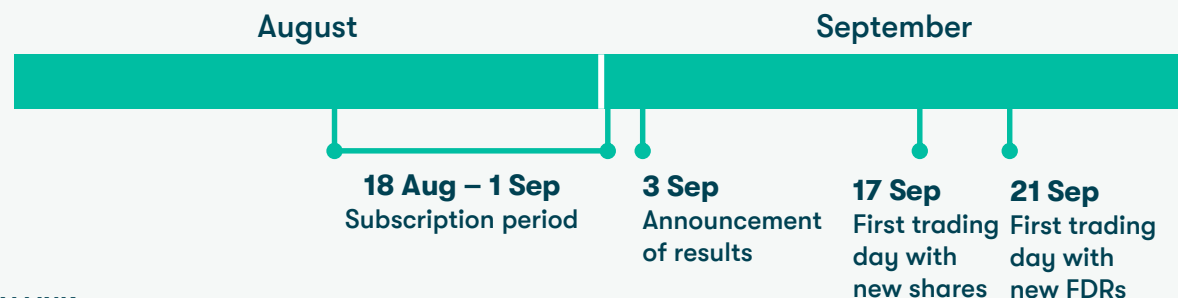 August
September
18 Aug – 1 Sep
Subscription period
3 Sep
Announcement
of results
17 Sep
First trading
day with
new shares
21 Sep
First trading
day with
new FDRs